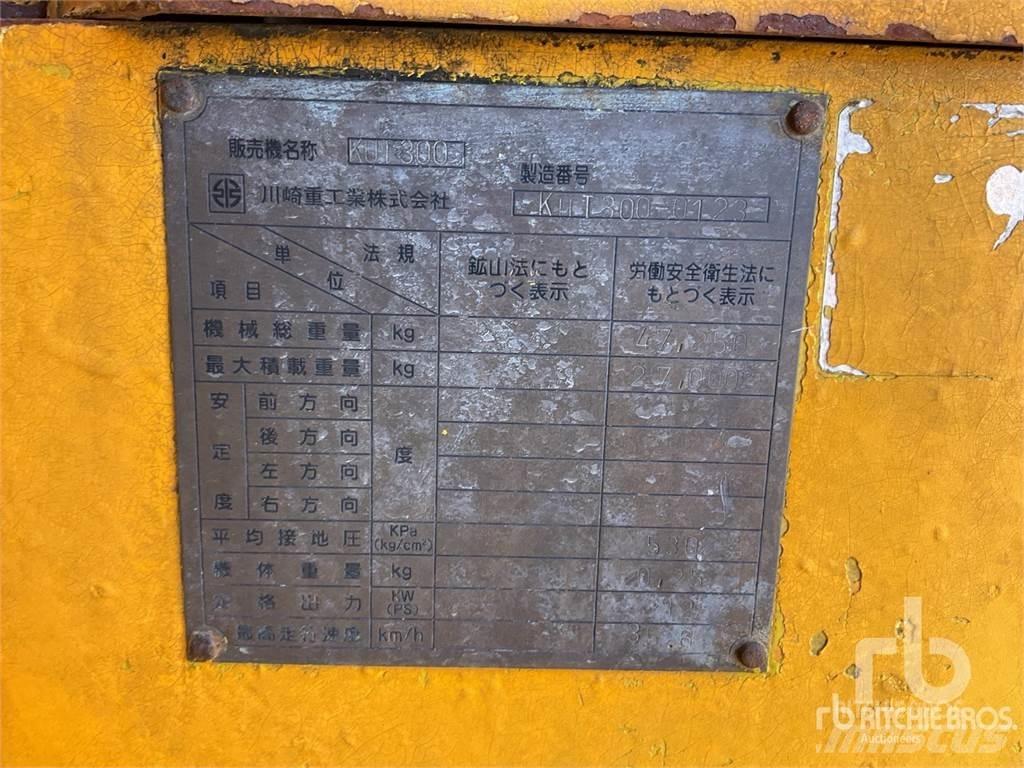 販売機名称 KUT300
製造番号
川崎重工業株式会社 KUT300-0123
単位 法規
項目
鉱山法にもと
づく表示
労働安全衛生法に
もとづく表示
機械総重量 kg
最大積載重量 kg 27,000
安定度 前方向 度
後方向
左方向
右方向
平均接地圧 KPa (kg/cm²) 530
機体重量 kg
定格出力 KW (PS)
最高走行速度 km/h
rb
rb RITCHIE BROS.
Auctioneers
mascus